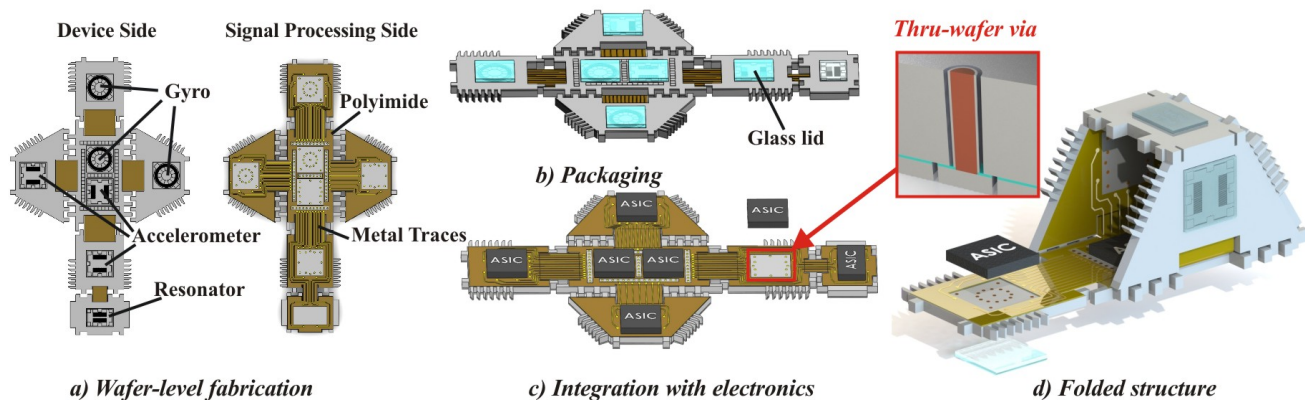 Device Side
Signal Processing Side
Gyro
Polyimide
Accelerometer
Metal Traces
Resonator
a) Wafer-level fabrication
Glass lid
b) Packaging
ASIC
ASIC
ASIC
ASIC
ASIC
ASIC
ASIC
c) Integration with electronics
Thru-wafer via
ASIC
d) Folded structure